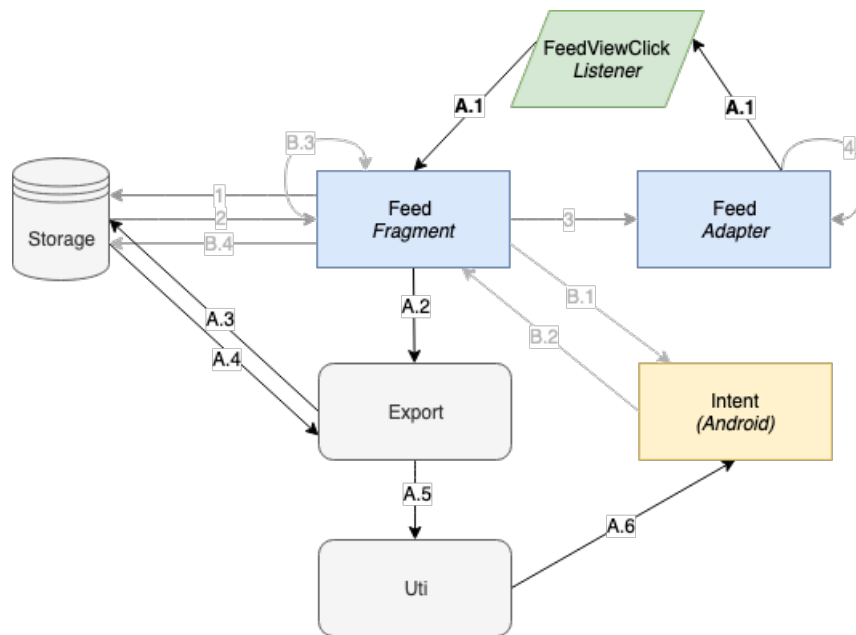 FeedViewClick
Listener
A.1
A.1
B.3
4
1
2
B.4
Storage
Feed
Fragment
3
Feed
Adapter
A.2
B.1
B.2
A.3
A.4
Export
Intent
(Android)
A.5
A.6
Uti